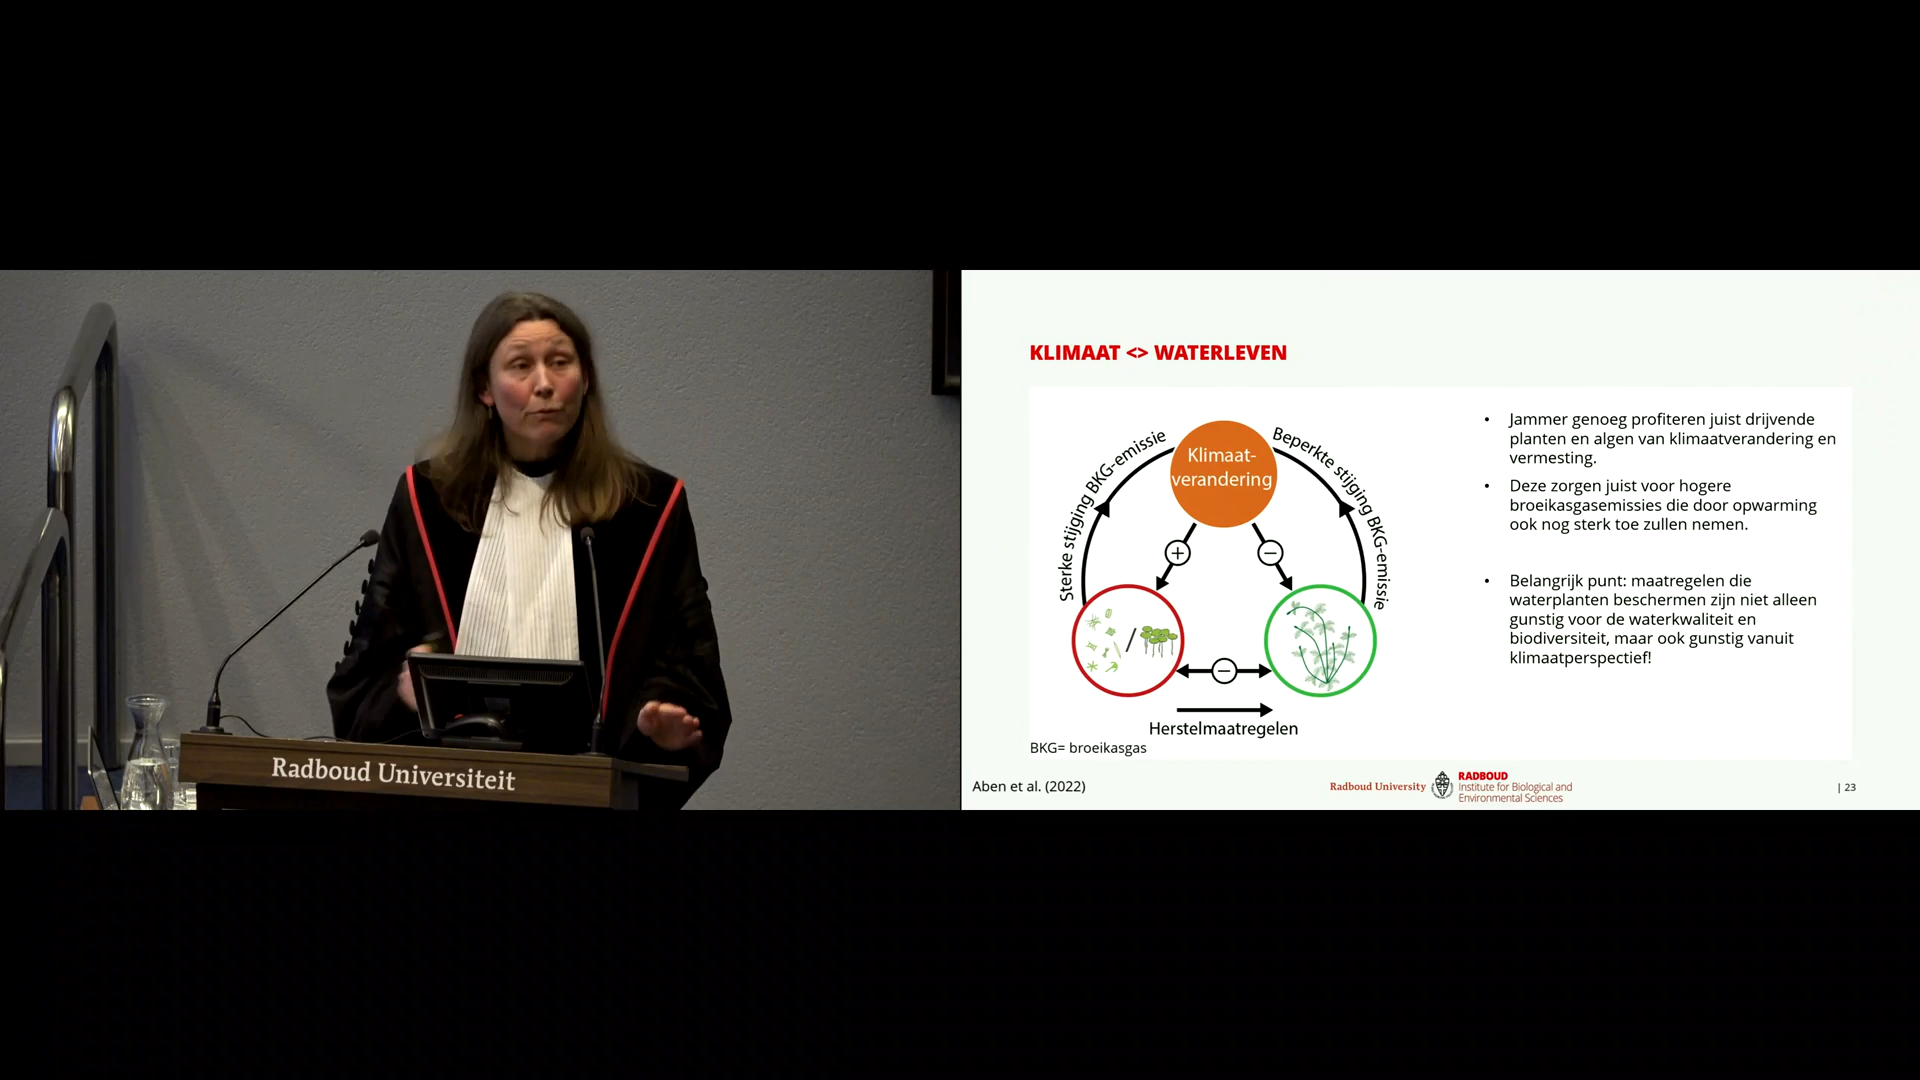 Radboud Universiteit
KLIMAAT <> WATERLEVEN
Klimaat-
verandering
Sterke stijging BKG-emissie
Beperkte stijging BKG-emissie
+
−
−
/
Herstelmaatregelen
BKG= broeikasgas
• Jammer genoeg profiteren juist drijvende
planten en algen van klimaatverandering en
vermesting.
• Deze zorgen juist voor hogere
broeikasgasemissies die door opwarming
ook nog sterk toe zullen nemen.
• Belangrijk punt: maatregelen die
waterplanten beschermen zijn niet alleen
gunstig voor de waterkwaliteit en
biodiversiteit, maar ook gunstig vanuit
klimaatperspectief!
Aben et al. (2022)
Radboud University
RADBOUD
Institute for Biological and
Environmental Sciences
| 23